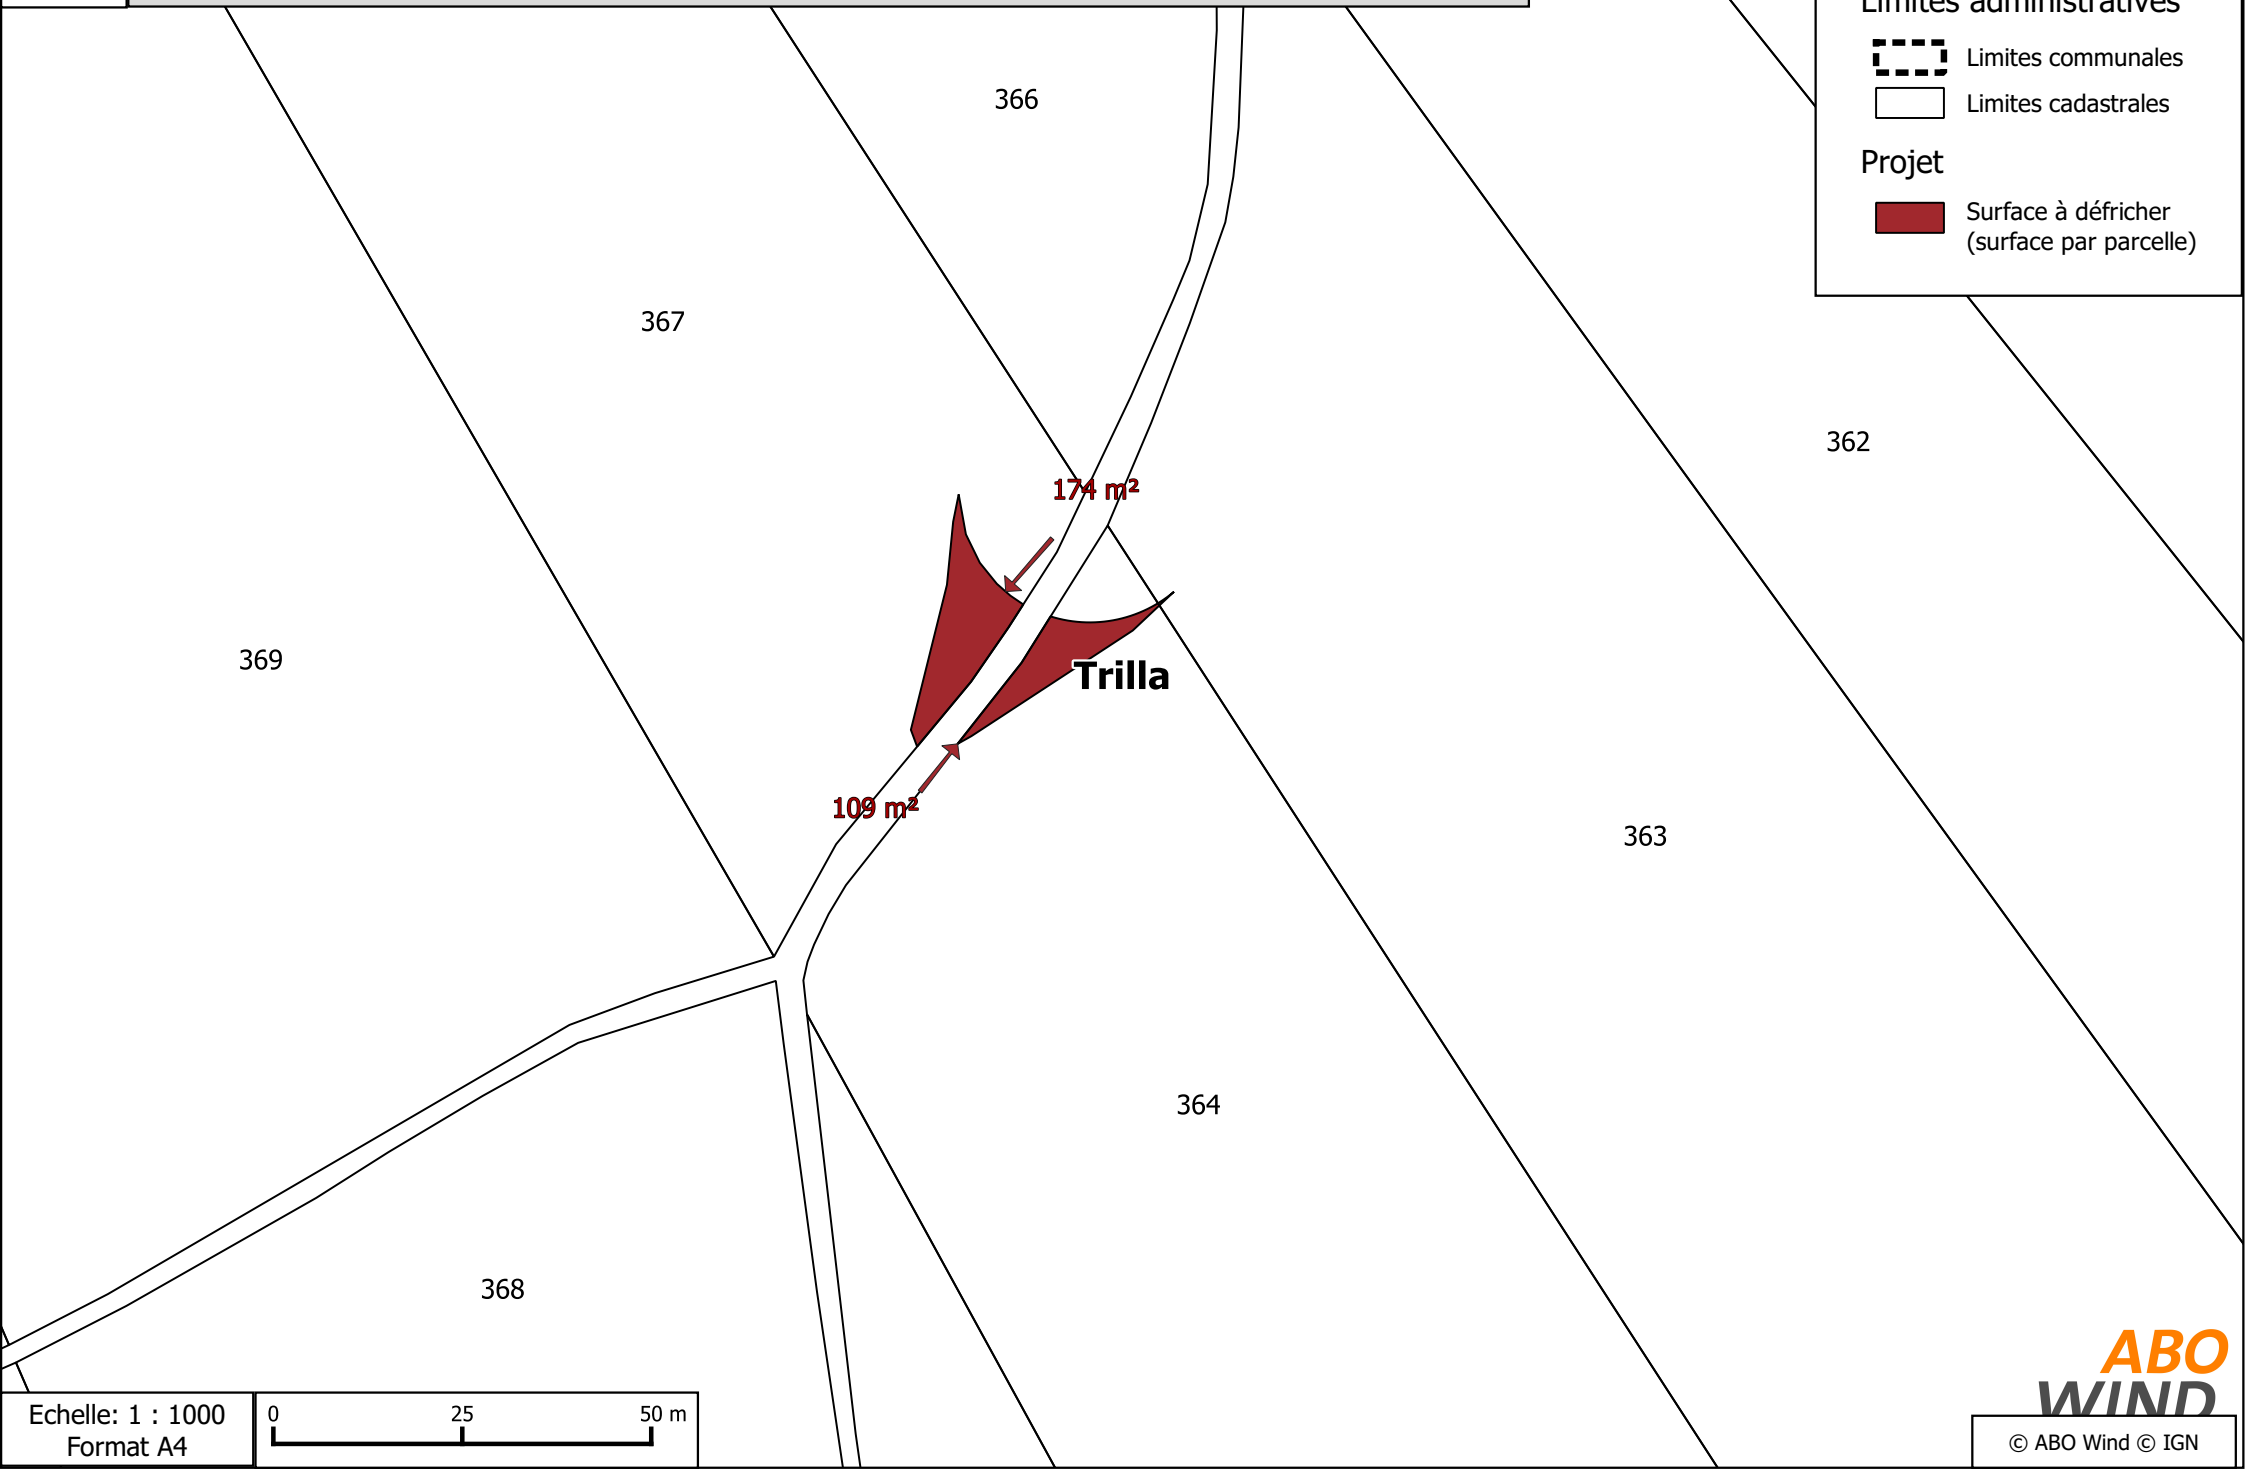 Limites administratives
Limites communales
Limites cadastrales
Projet
Surface à défricher
(surface par parcelle)
366
367
362
174 m²
369
Trilla
109 m²
363
364
368
ABO
WIND
Echelle: 1 : 1000
Format A4
0 25 50 m
© ABO Wind © IGN